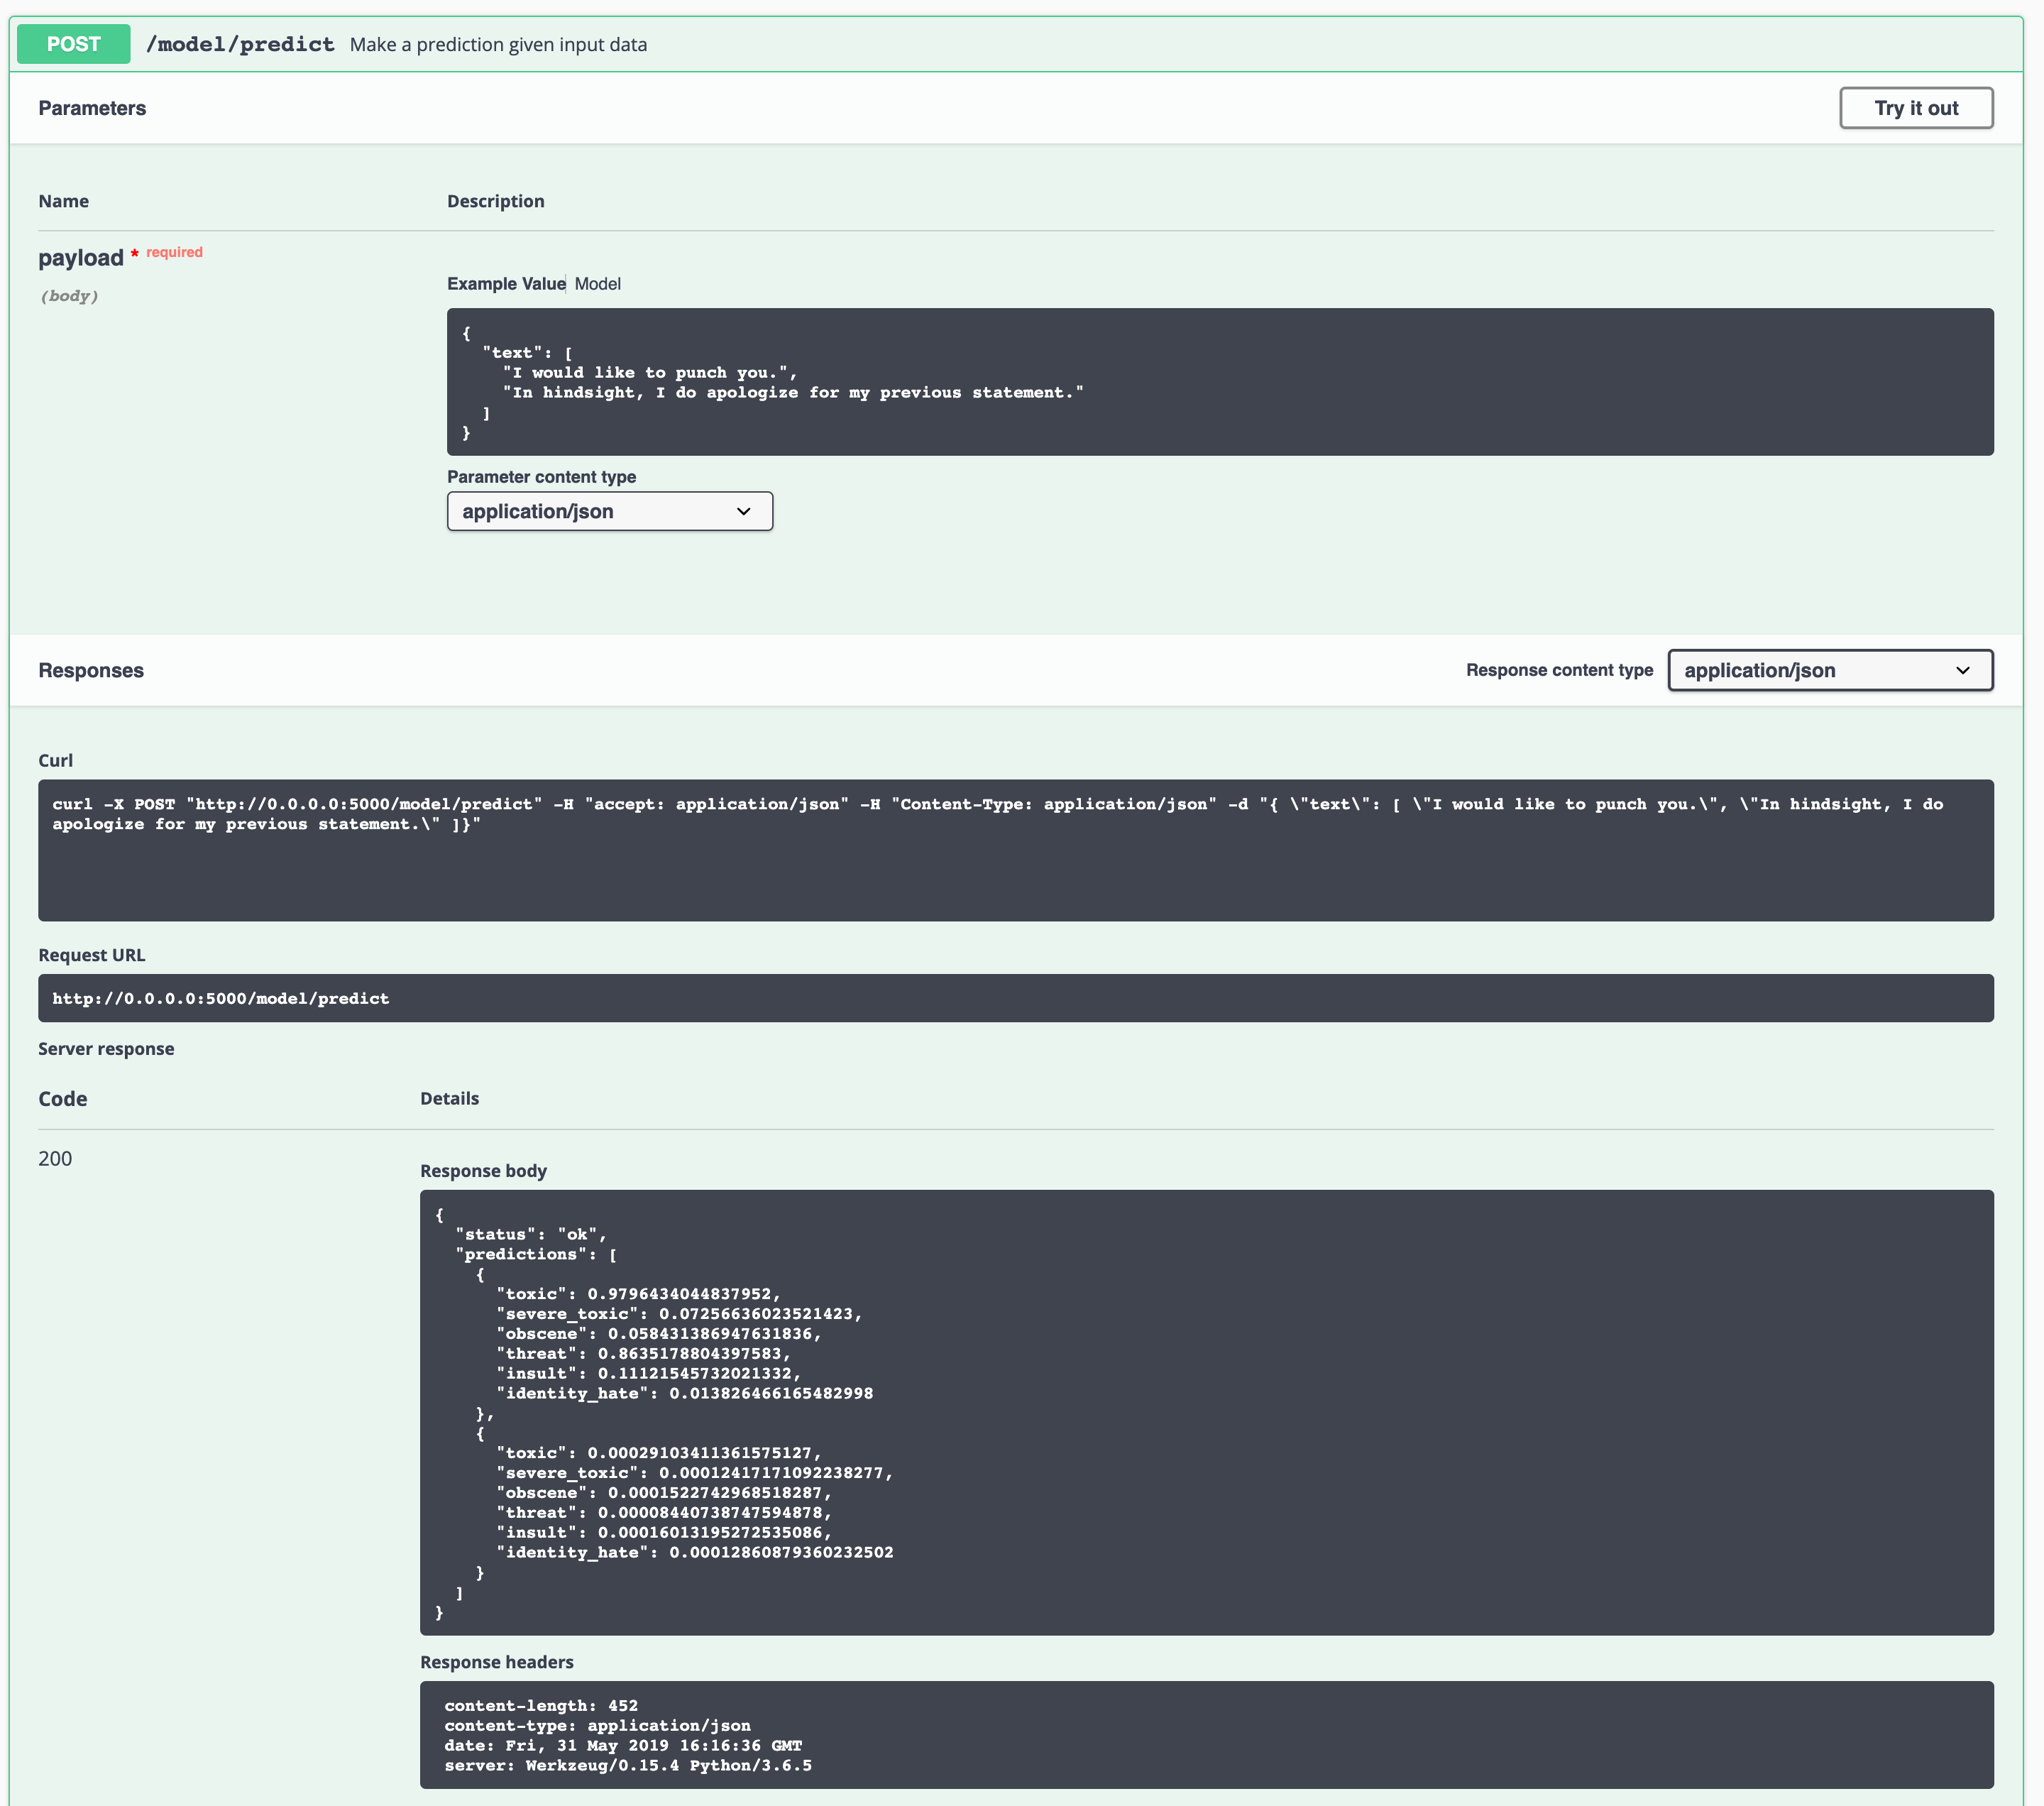 POST /model/predict Make a prediction given input data
Parameters
Try it out
Name Description
payload * required
(body)
Example Value Model
{
  "text": [
    "I would like to punch you.",
    "In hindsight, I do apologize for my previous statement."
  ]
}
Parameter content type
application/json
Responses
Response content type application/json
Curl
curl -X POST "http://0.0.0.0:5000/model/predict" -H "accept: application/json" -H "Content-Type: application/json" -d "{ \"text\": [ \"I would like to punch you.\", \"In hindsight, I do
apologize for my previous statement.\" ]}"
Request URL
http://0.0.0.0:5000/model/predict
Server response
Code Details
200
Response body
{
  "status": "ok",
  "predictions": [
    {
      "toxic": 0.9796434044837952,
      "severe_toxic": 0.07256636023521423,
      "obscene": 0.058431386947631836,
      "threat": 0.8635178804397583,
      "insult": 0.11121545732021332,
      "identity_hate": 0.013826466165482998
    },
    {
      "toxic": 0.00029103411361575127,
      "severe_toxic": 0.00012417171092238277,
      "obscene": 0.0001522742968518287,
      "threat": 0.00008440738747594878,
      "insult": 0.00016013195272535086,
      "identity_hate": 0.00012860879360232502
    }
  ]
}
Response headers
content-length: 452
content-type: application/json
date: Fri, 31 May 2019 16:16:36 GMT
server: Werkzeug/0.15.4 Python/3.6.5